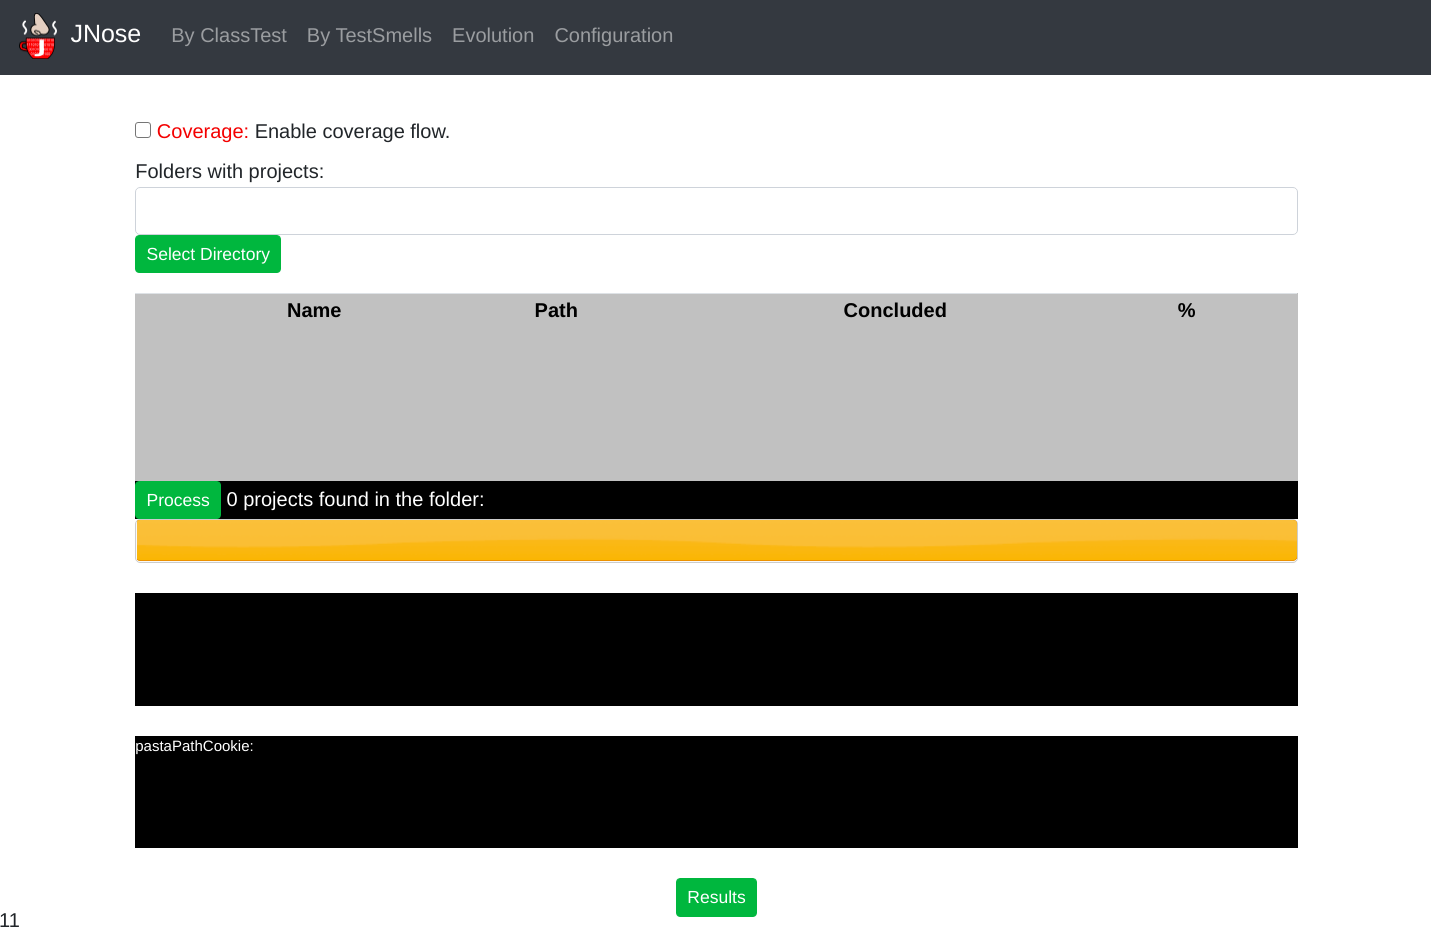 JNose By ClassTest By TestSmells Evolution Configuration
Coverage: Enable coverage flow.
Folders with projects:
Select Directory
Name Path Concluded %
Process 0 projects found in the folder:
pastaPathCookie:
Results
11